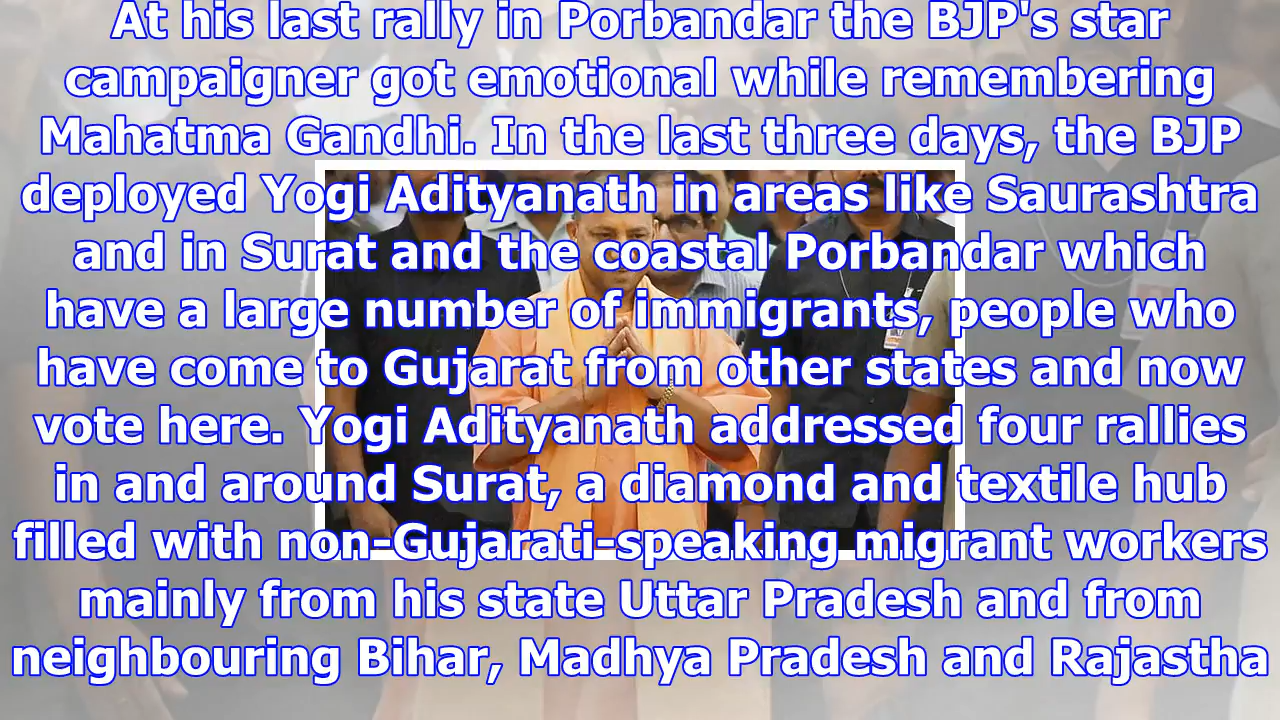 At his last rally in Porbandar the BJP's star
campaigner got emotional while remembering
Mahatma Gandhi. In the last three days, the BJP
deployed Yogi Adityanath in areas like Saurashtra
and in Surat and the coastal Porbandar which
have a large number of immigrants, people who
have come to Gujarat from other states and now
vote here. Yogi Adityanath addressed four rallies
in and around Surat, a diamond and textile hub
filled with non-Gujarati-speaking migrant workers
mainly from his state Uttar Pradesh and from
neighbouring Bihar, Madhya Pradesh and Rajastha